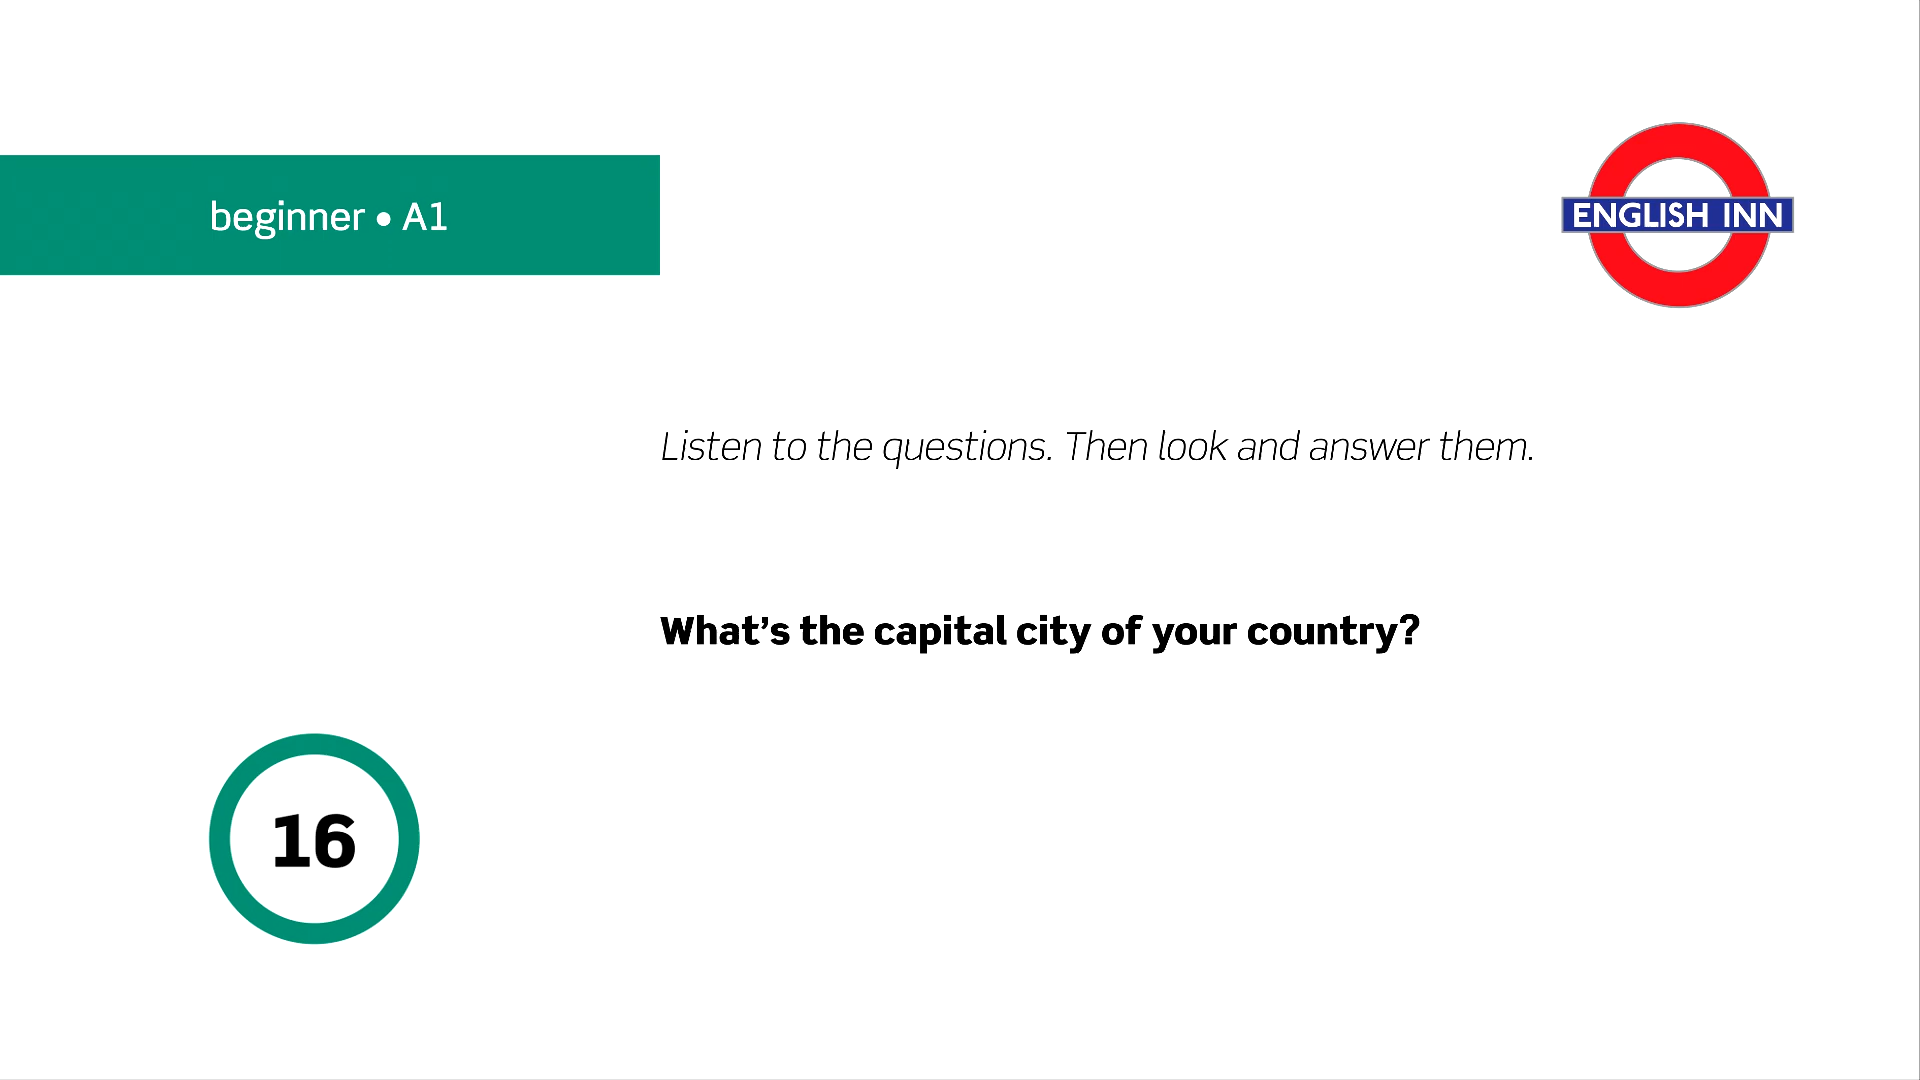 beginner • A1
ENGLISH INN
Listen to the questions. Then look and answer them.
What’s the capital city of your country?
16